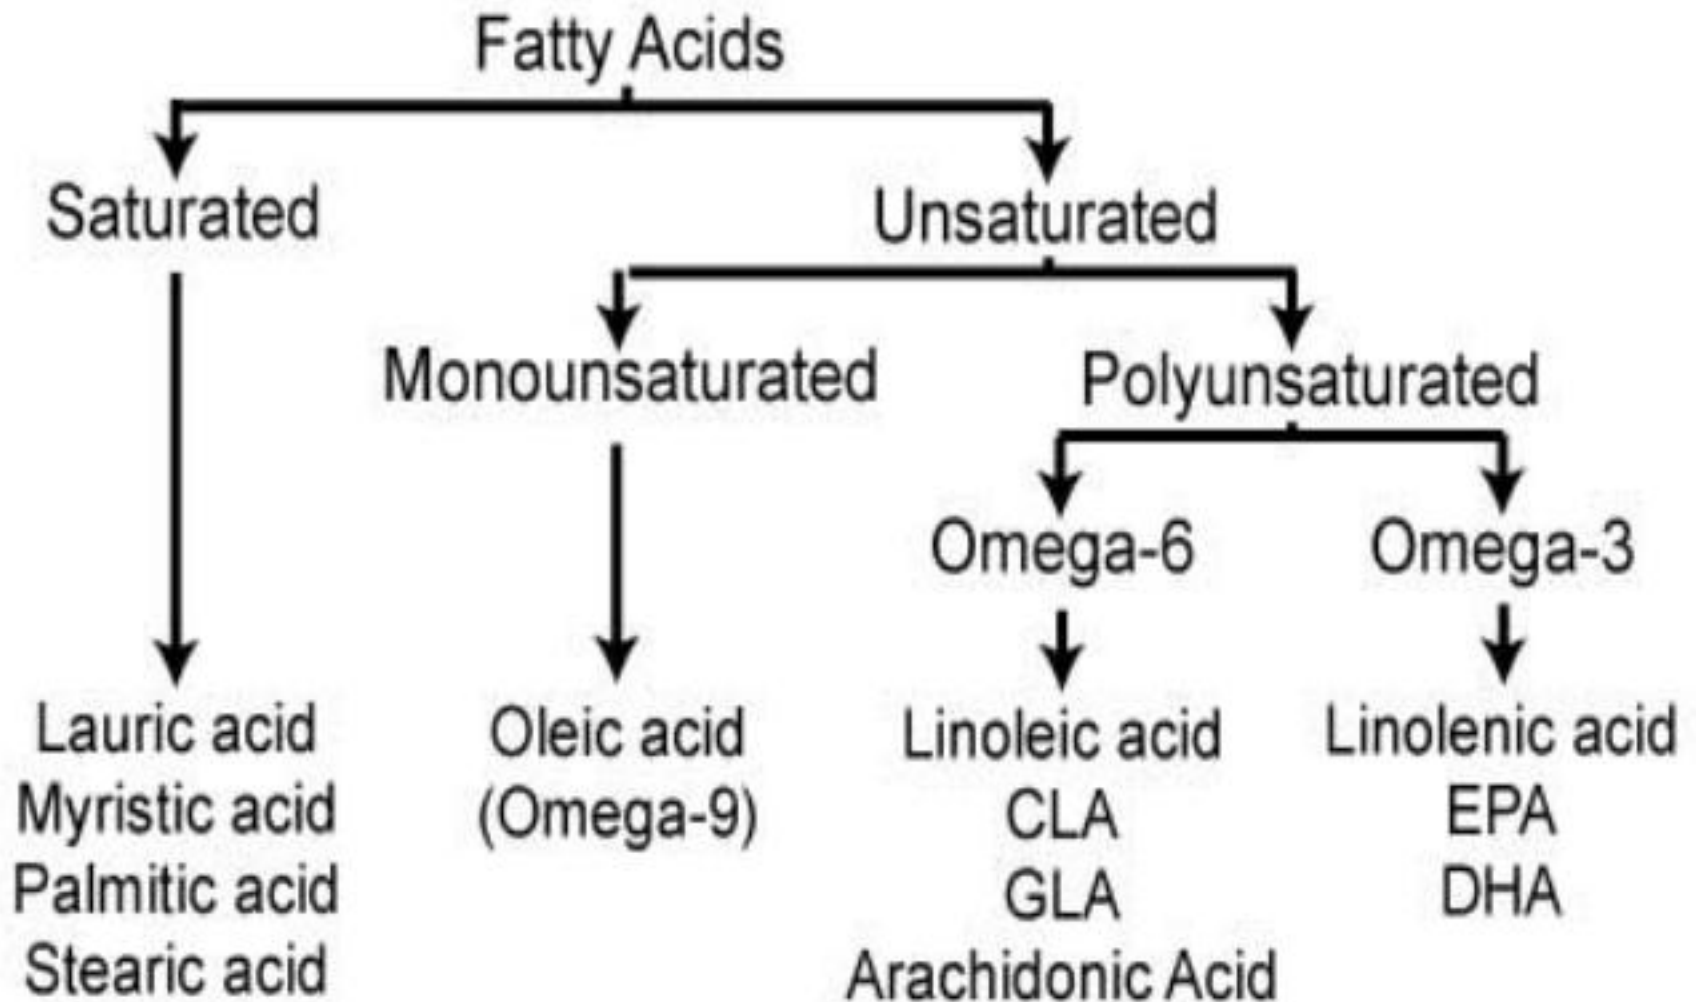 Fatty Acids
Saturated
Unsaturated
Monounsaturated
Polyunsaturated
Omega-6
Omega-3
Lauric acid
Myristic acid
Palmitic acid
Stearic acid
Oleic acid
(Omega-9)
Linoleic acid
CLA
GLA
Arachidonic Acid
Linolenic acid
EPA
DHA